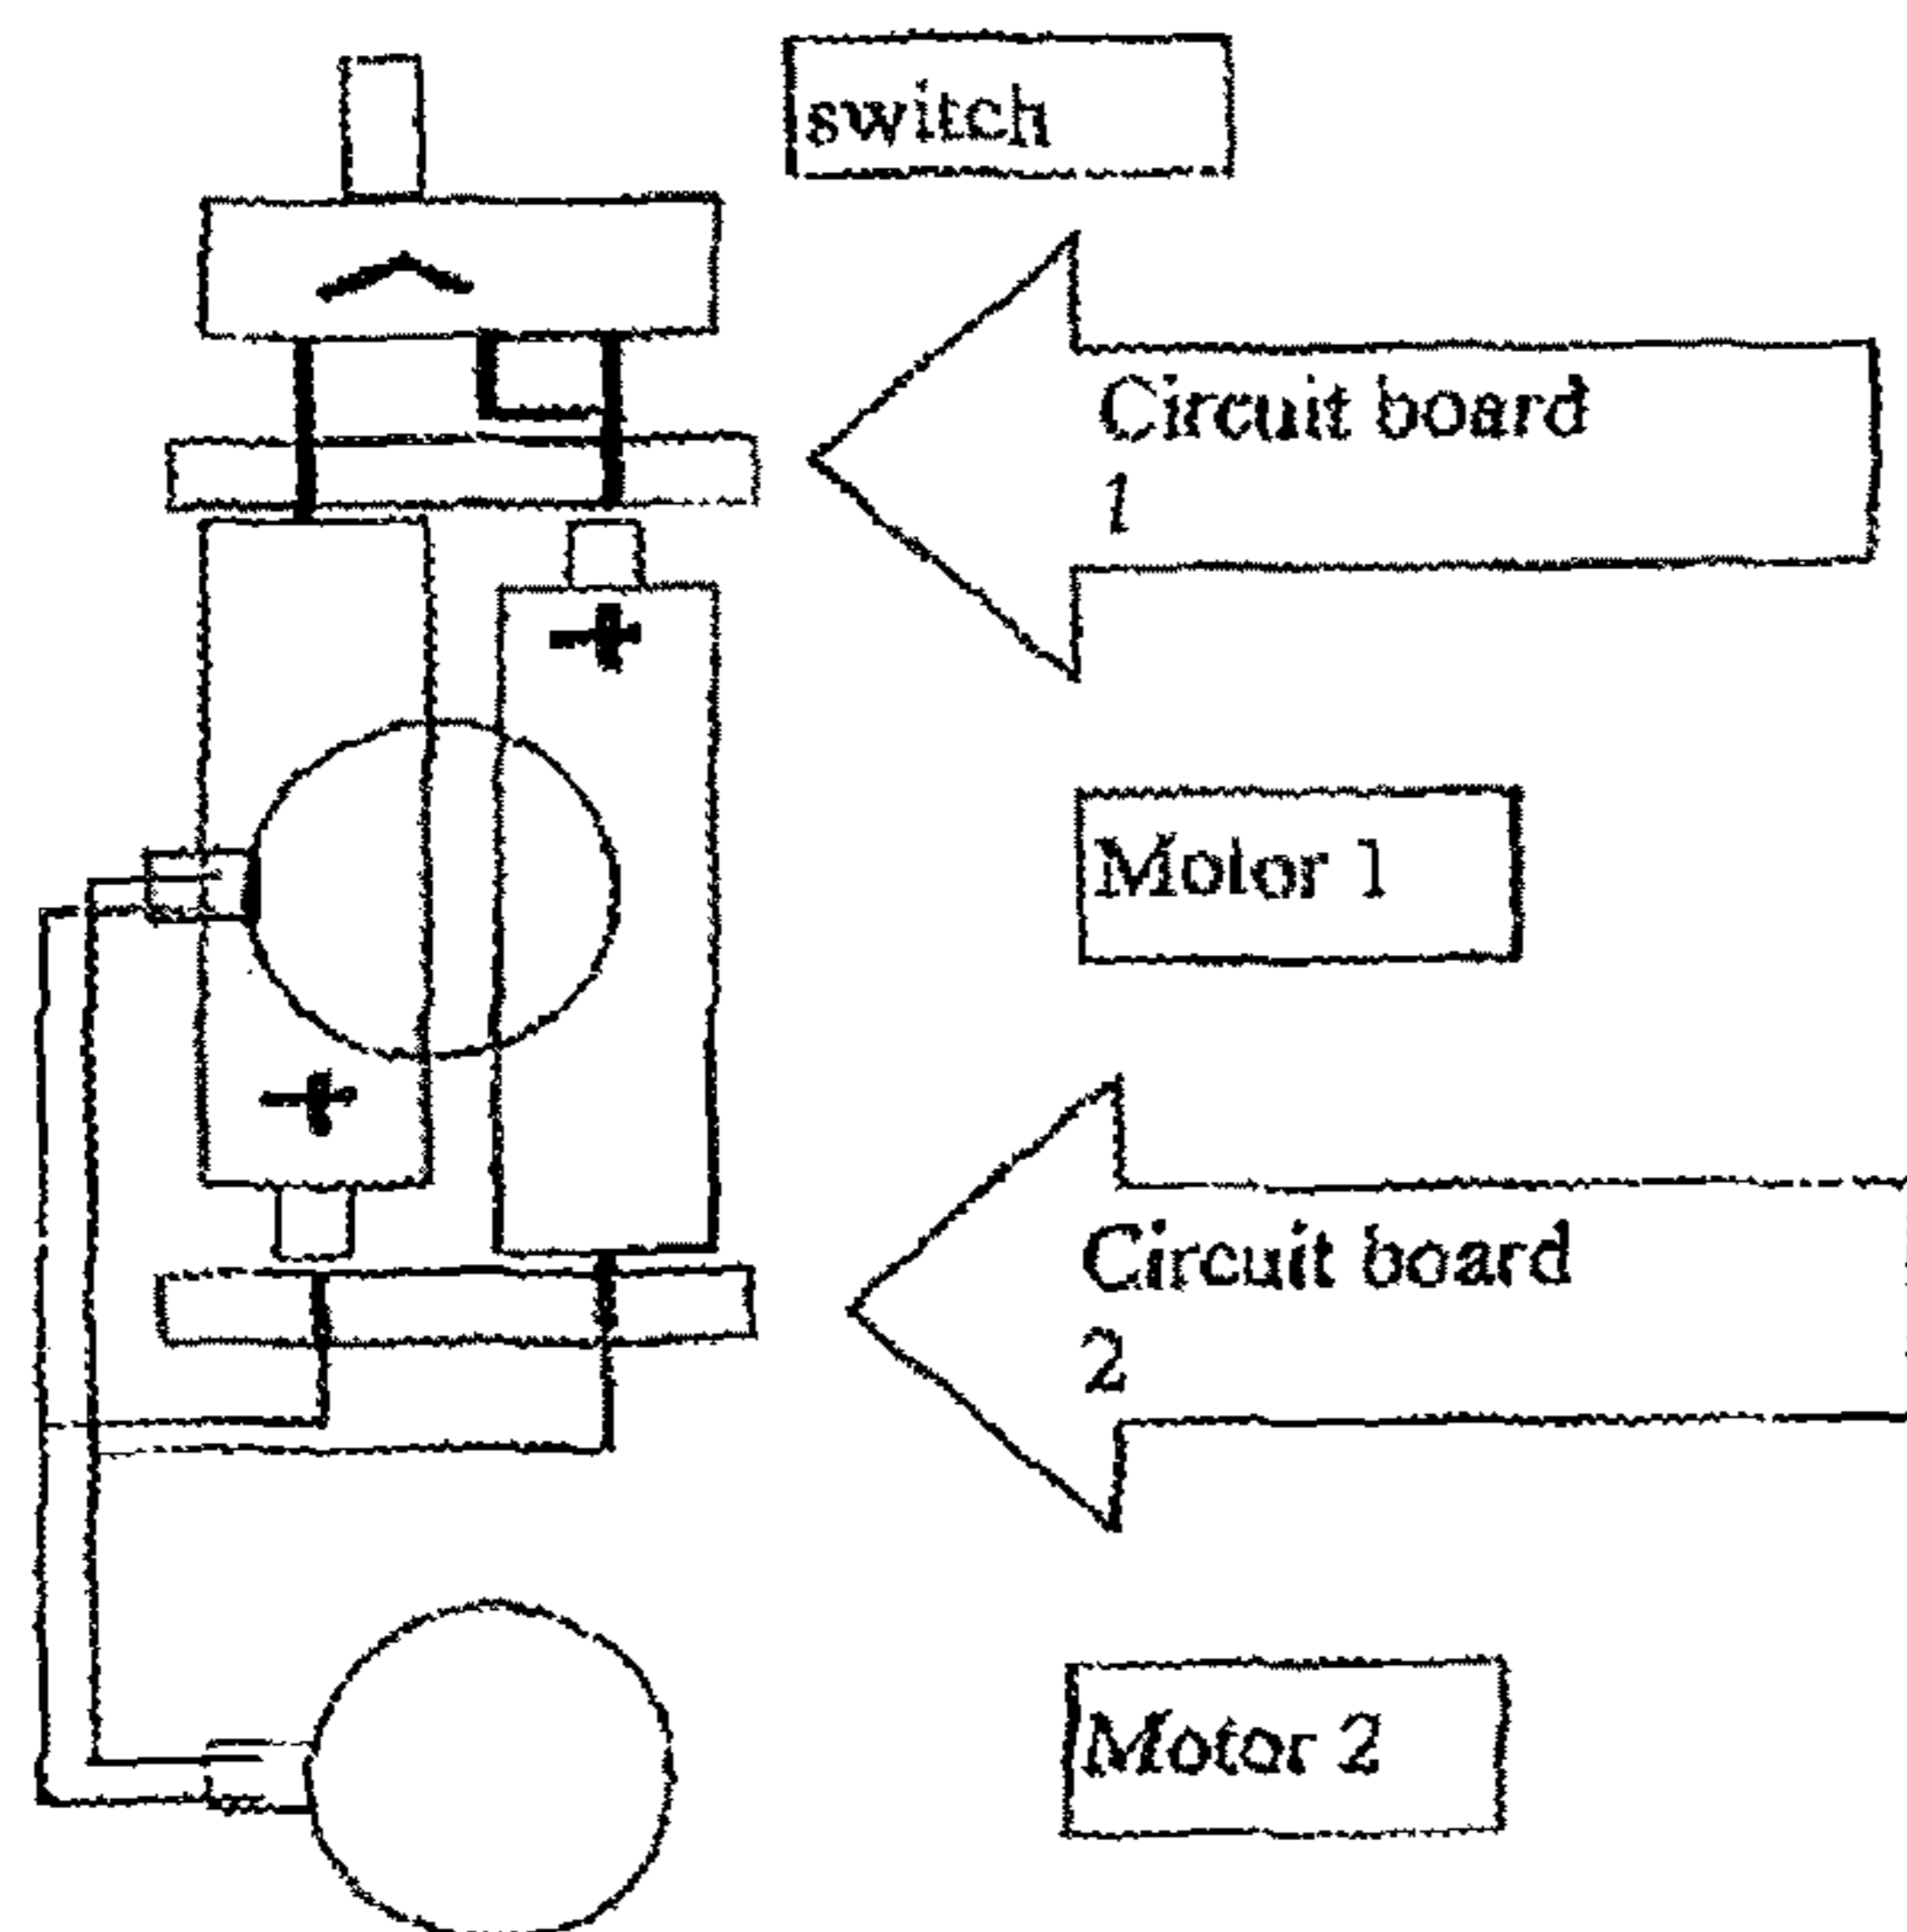 switch
Circuit board
1
+
Motor 1
+
Circuit board
2
Motor 2